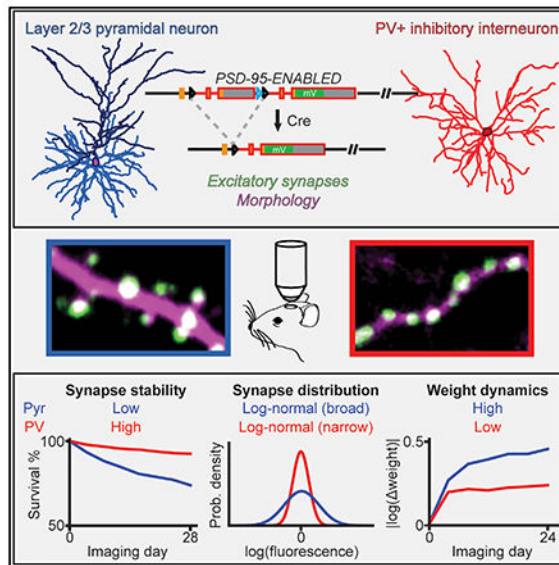 Layer 2/3 pyramidal neuron
PV+ inhibitory interneuron
PSD-95-ENABLED
mV
//
Cre
mV
//
Excitatory synapses
Morphology
Synapse stability
Pyr Low
PV High
100
Survival %
50
0 28
Imaging day
Synapse distribution
Log-normal (broad)
Log-normal (narrow)
Prob. density
0
log(fluorescence)
Weight dynamics
High
Low
0.5
|log(Δweight)|
0
0 24
Imaging day